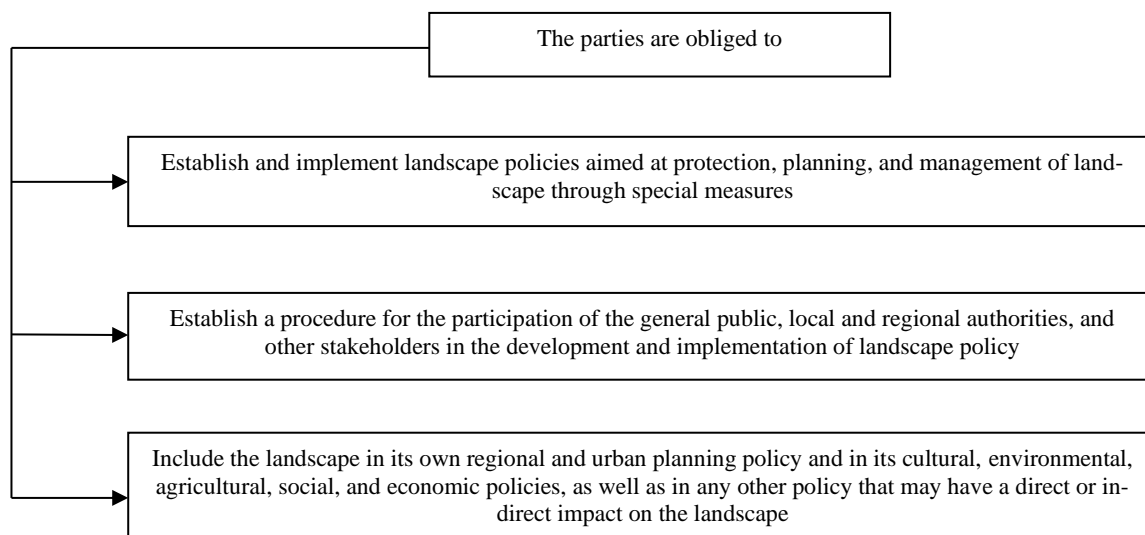 The parties are obliged to
Establish and implement landscape policies aimed at protection, planning, and management of land-
scape through special measures
Establish a procedure for the participation of the general public, local and regional authorities, and
other stakeholders in the development and implementation of landscape policy
Include the landscape in its own regional and urban planning policy and in its cultural, environmental,
agricultural, social, and economic policies, as well as in any other policy that may have a direct or in-
direct impact on the landscape